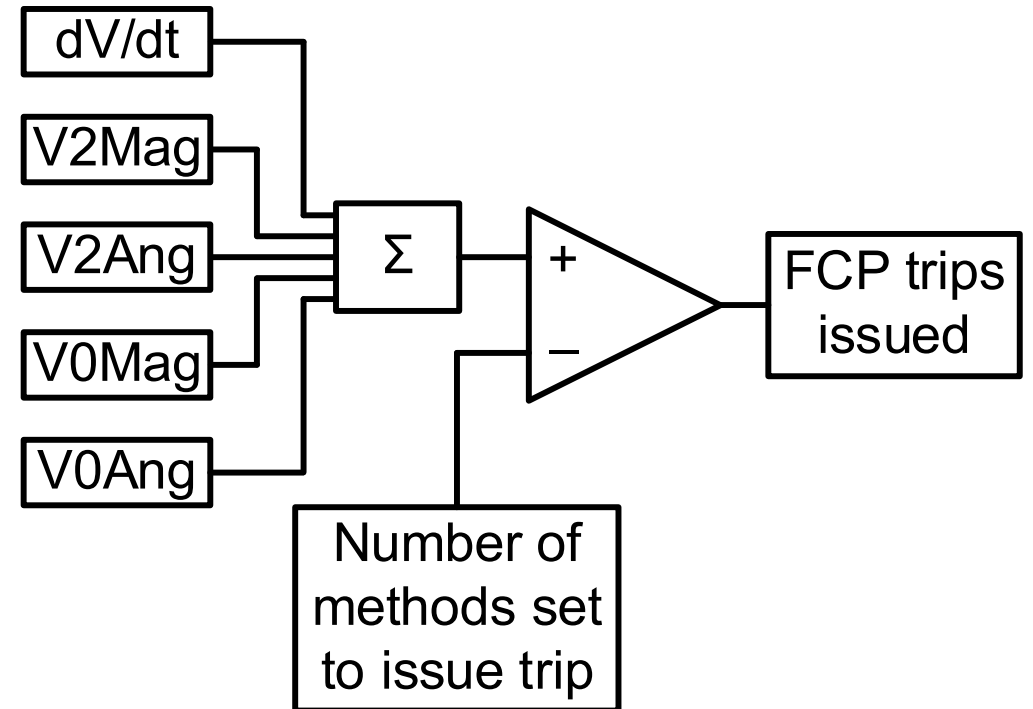 dV/dt
V2Mag
V2Ang
V0Mag
V0Ang
Σ
+
−
FCP trips
issued
Number of
methods set
to issue trip